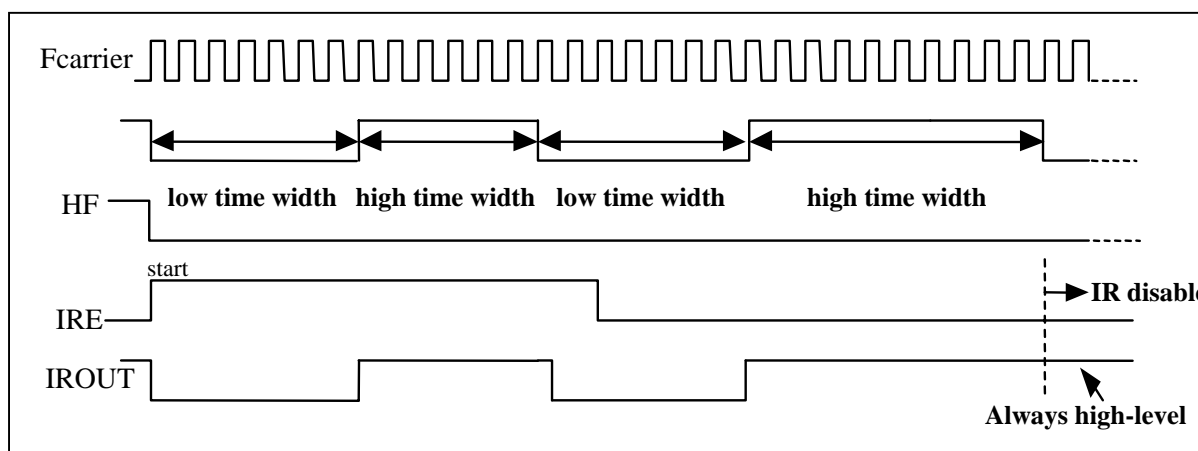 Fcarrier
low time width high time width low time width high time width
HF
start
IR disable
IRE
IROUT
Always high-level